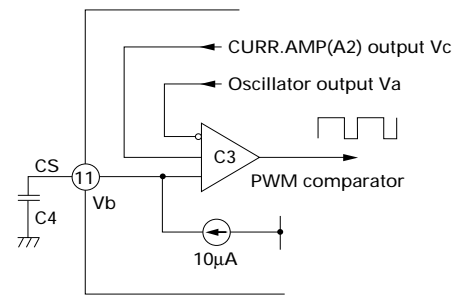 CURR.AMP(A2) output Vc
Oscillator output Va
C3
CS
11
PWM comparator
Vb
C4
10μA